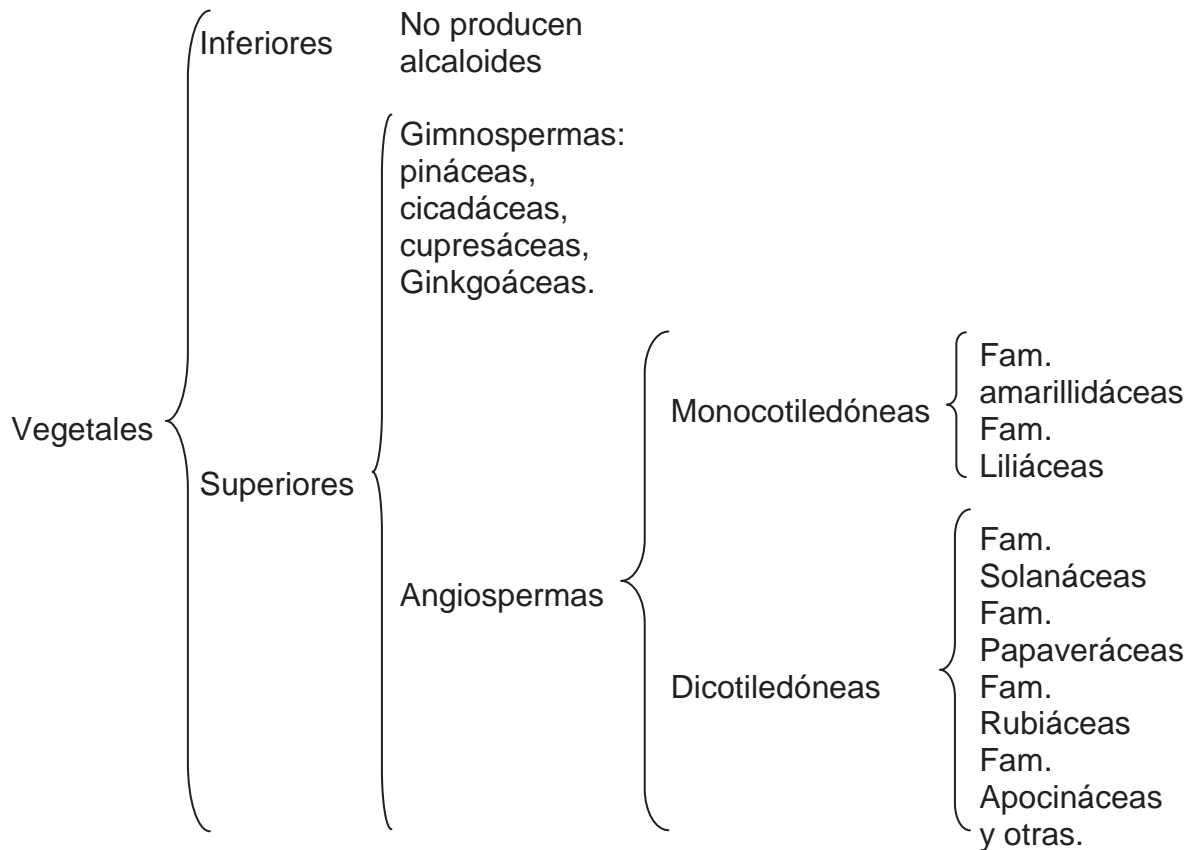 Vegetales
Inferiores
No producen
alcaloides
Superiores
Gimnospermas:
pináceas,
cicadáceas,
cupresáceas,
Ginkgoáceas.
Angiospermas
Monocotiledóneas
Fam.
amarillidáceas
Fam.
Liliáceas
Dicotiledóneas
Fam.
Solanáceas
Fam.
Papaveráceas
Fam.
Rubiáceas
Fam.
Apocináceas
y otras.